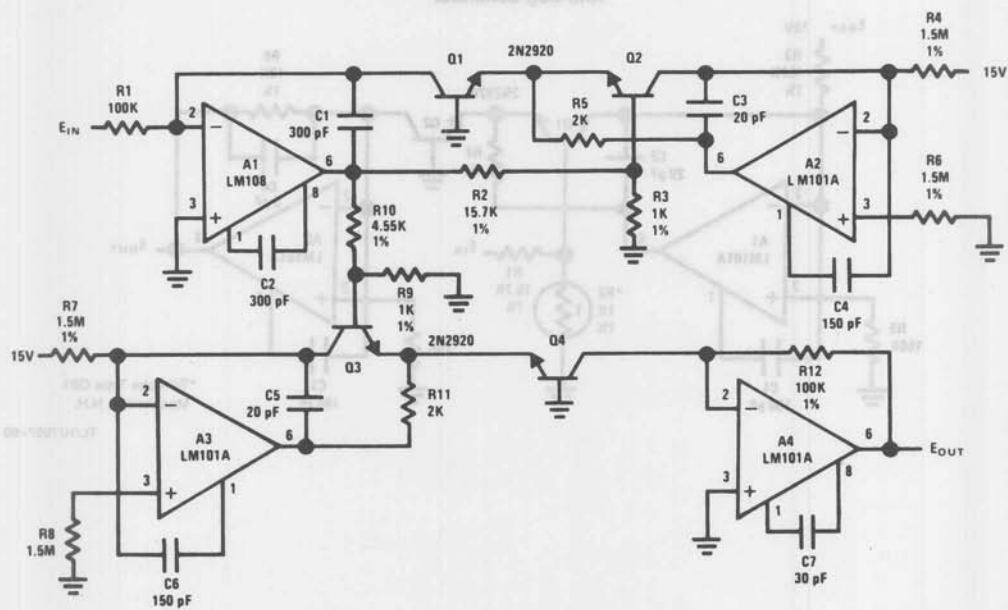 Q1
2N2920
Q2
R4
1.5M
1%
15V
R1
100K
E_IN
2
A1
LM108
6
8
3
1
C1
300 pF
C2
300 pF
R5
2K
C3
20 pF
R2
15.7K
1%
R3
1K
1%
6
A2
LM101A
2
3
1
R6
1.5M
1%
C4
150 pF
R10
4.55K
1%
R9
1K
1%
R7
1.5M
1%
15V
Q3
2N2920
Q4
C5
20 pF
R11
2K
2
A3
LM101A
6
3
1
R8
1.5M
C6
150 pF
R12
100K
1%
2
A4
LM101A
6
8
3
1
E_OUT
C7
30 pF